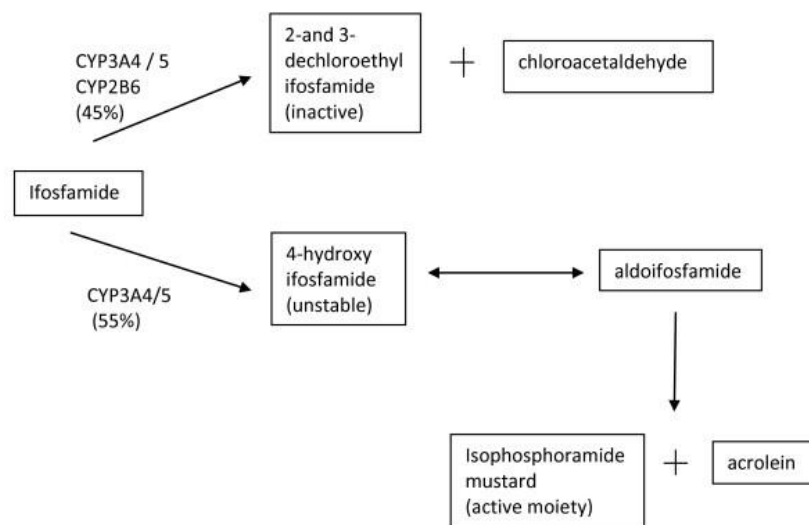 CYP3A4 / 5
CYP2B6
(45%)
2-and 3-
dechloroethyl
ifosfamide
(inactive)
+
chloroacetaldehyde
Ifosfamide
CYP3A4/5
(55%)
4-hydroxy
ifosfamide
(unstable)
aldoifosfamide
Isophosphoramide
mustard
(active moiety)
+
acrolein